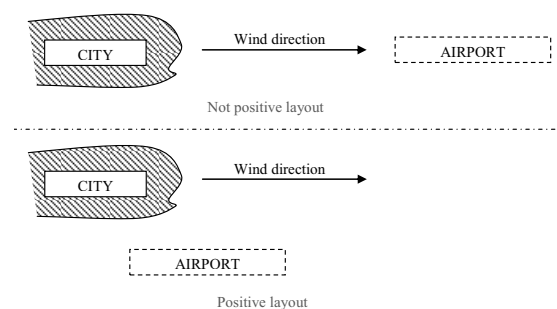 CITY
Wind direction
AIRPORT
Not positive layout
CITY
Wind direction
AIRPORT
Positive layout